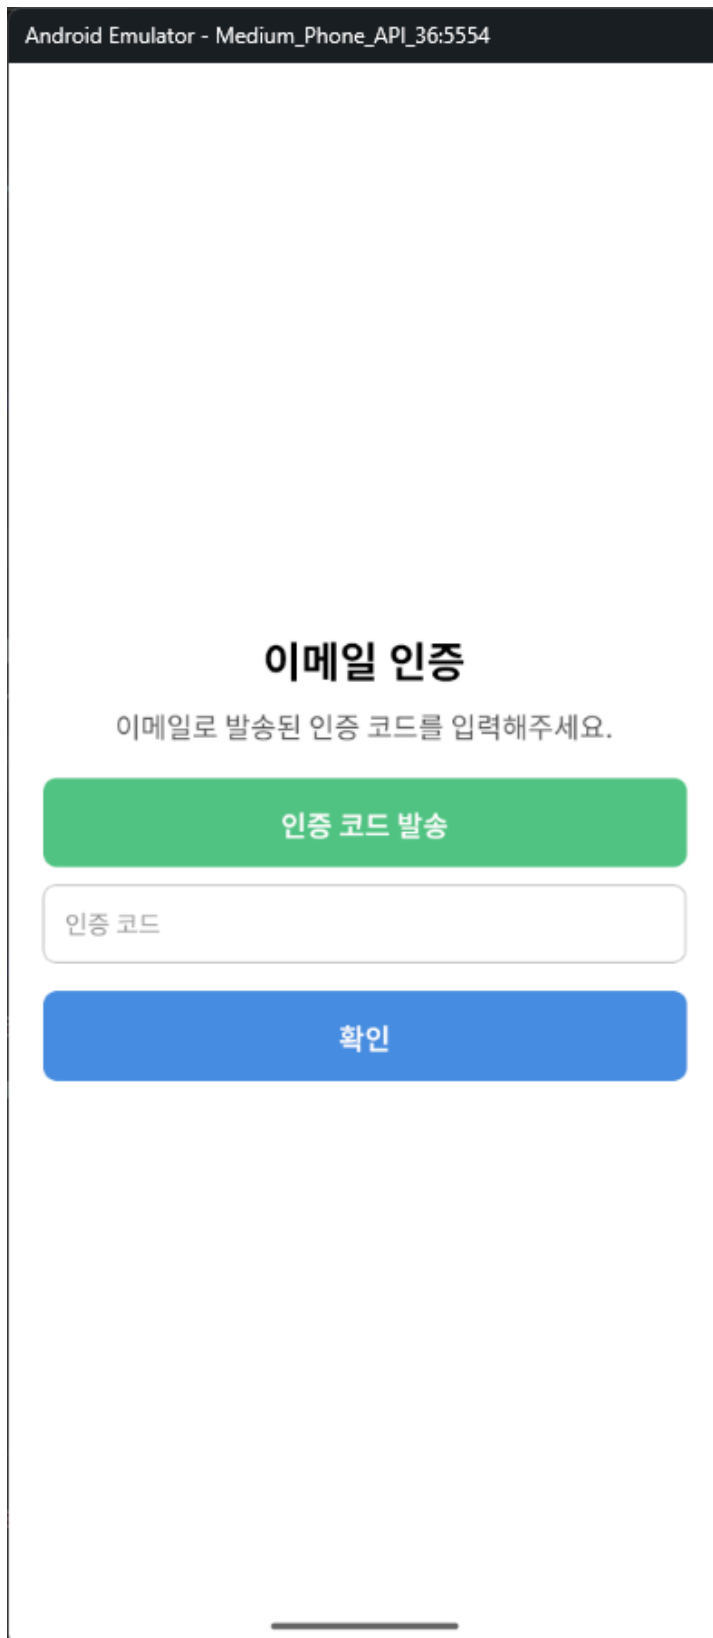 Android Emulator - Medium_Phone_API_36:5554
이메일 인증
이메일로 발송된 인증 코드를 입력해주세요.
인증 코드 발송
인증 코드
확인